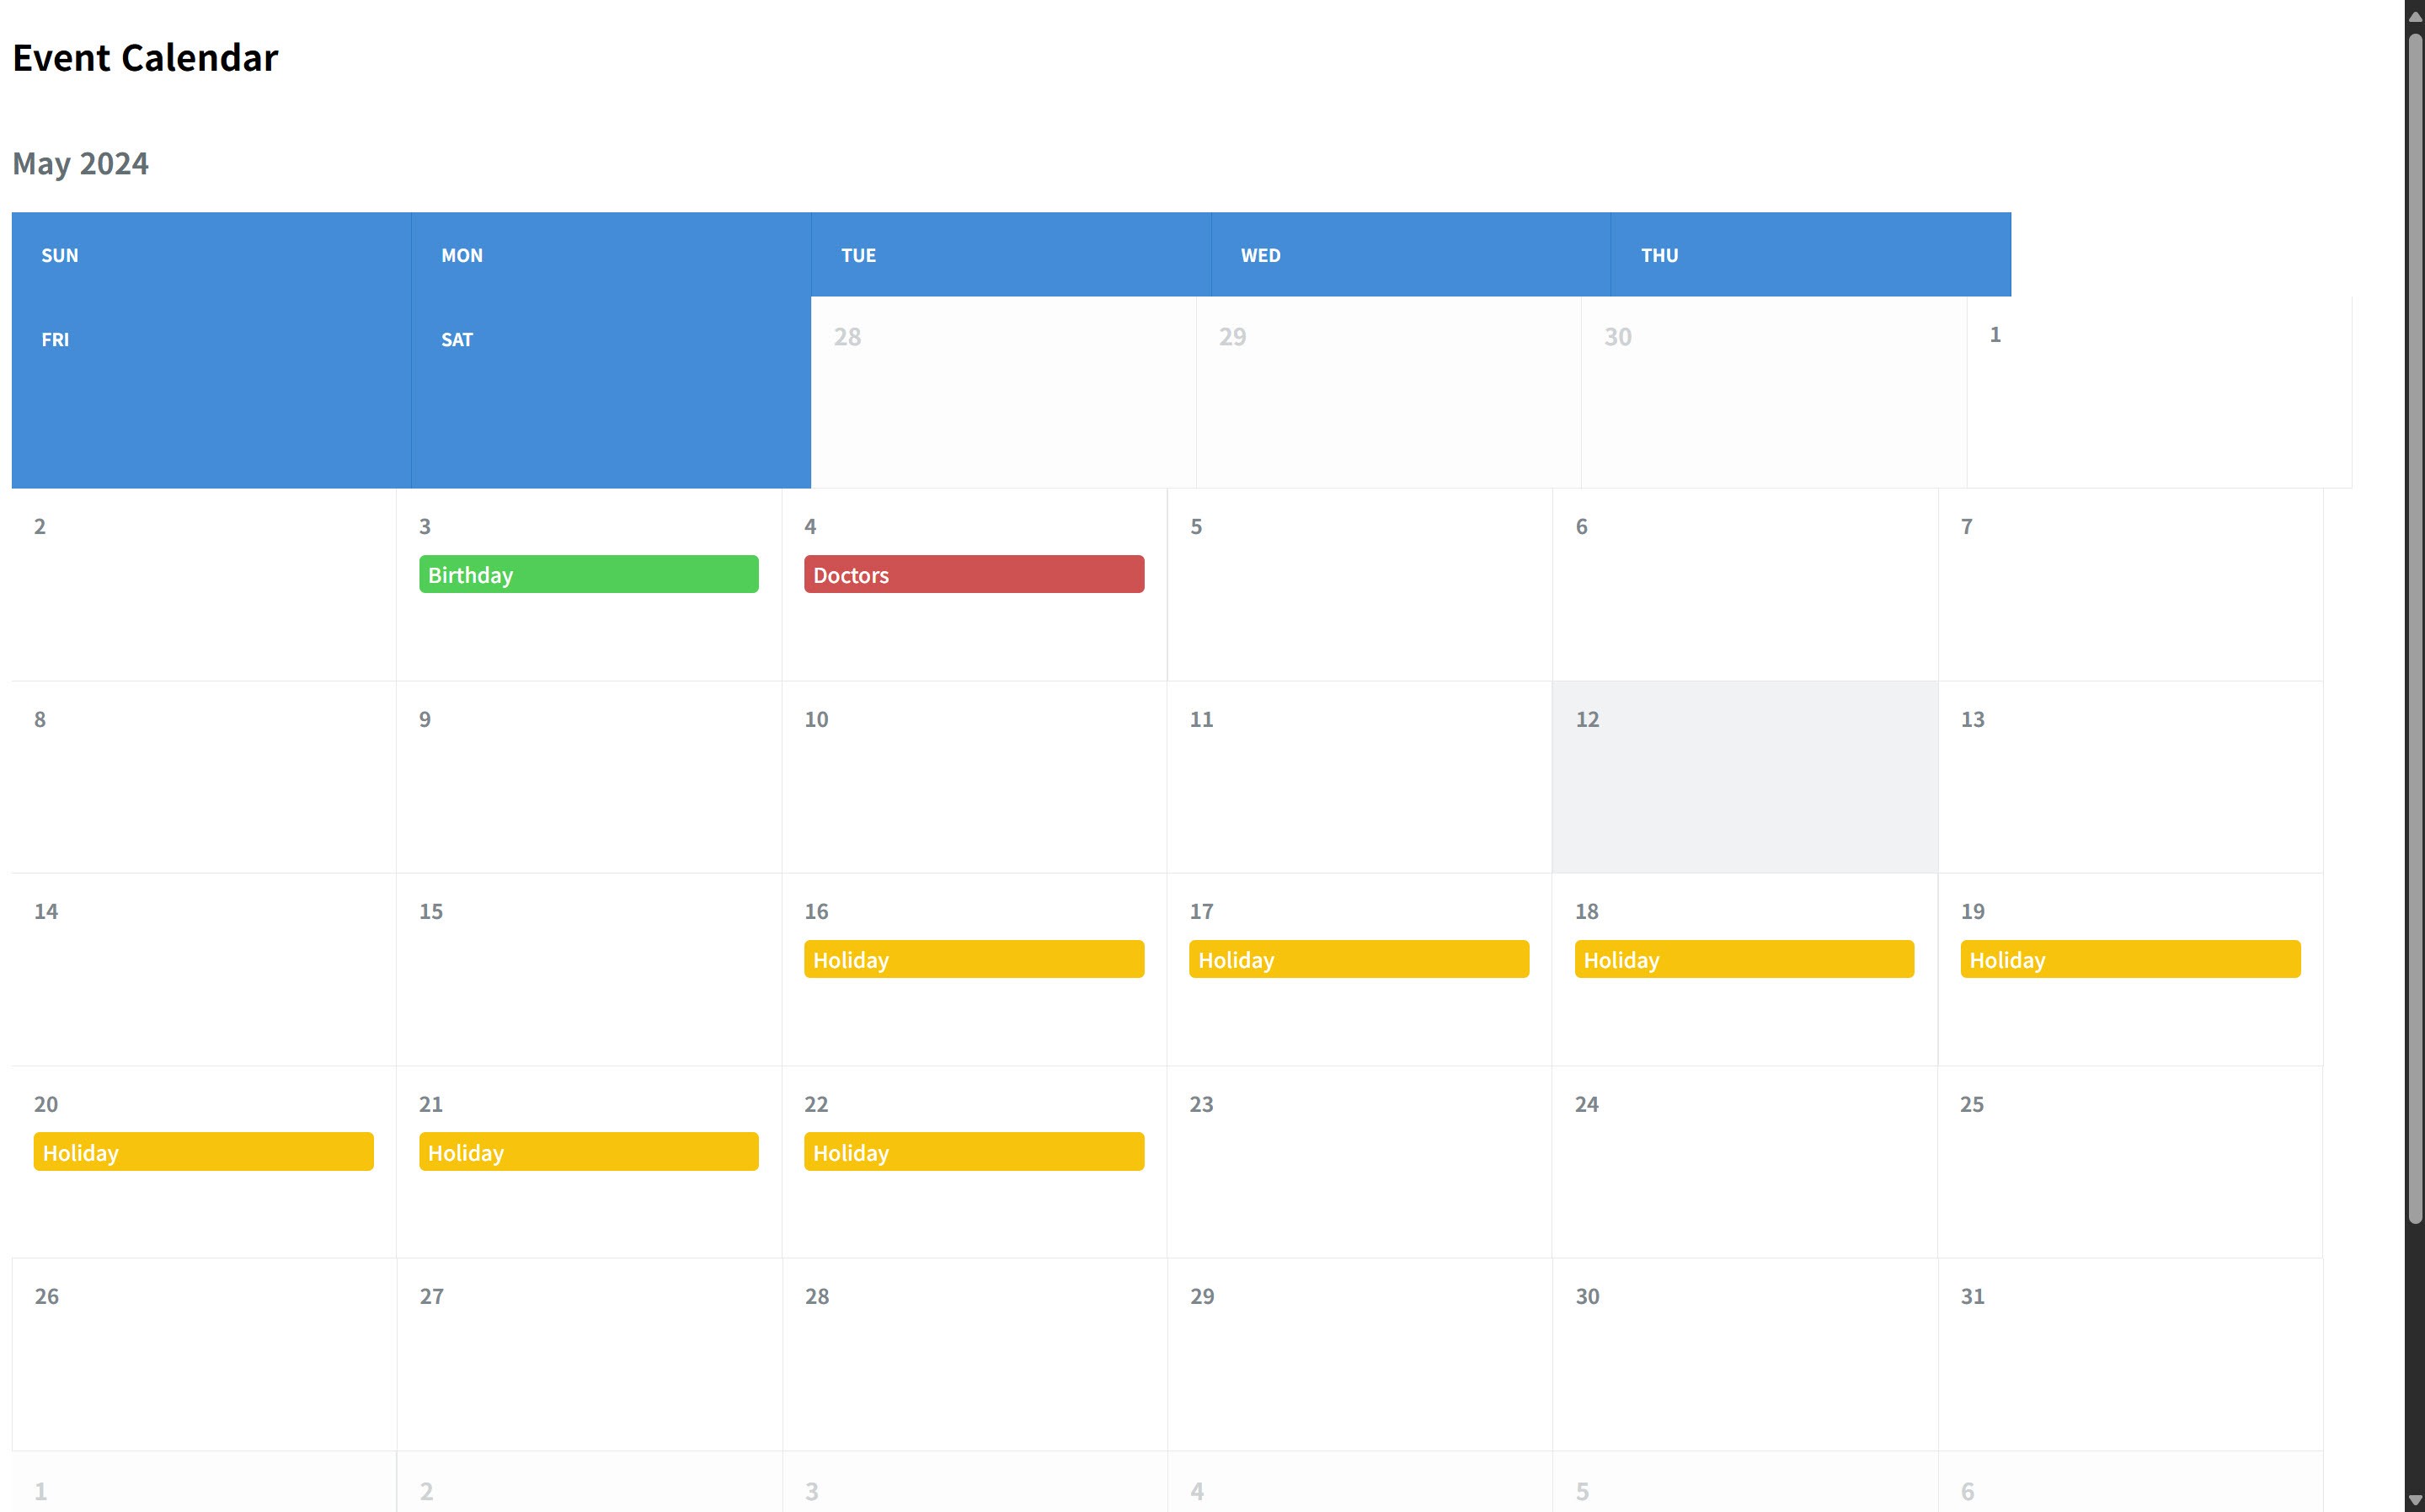 Event Calendar
May 2024
SUN MON TUE WED THU
FRI SAT 28 29 30 1
2 3 4 5 6 7
Birthday Doctors
8 9 10 11 12 13
14 15 16 17 18 19
Holiday Holiday Holiday Holiday
20 21 22 23 24 25
Holiday Holiday Holiday
26 27 28 29 30 31
1 2 3 4 5 6